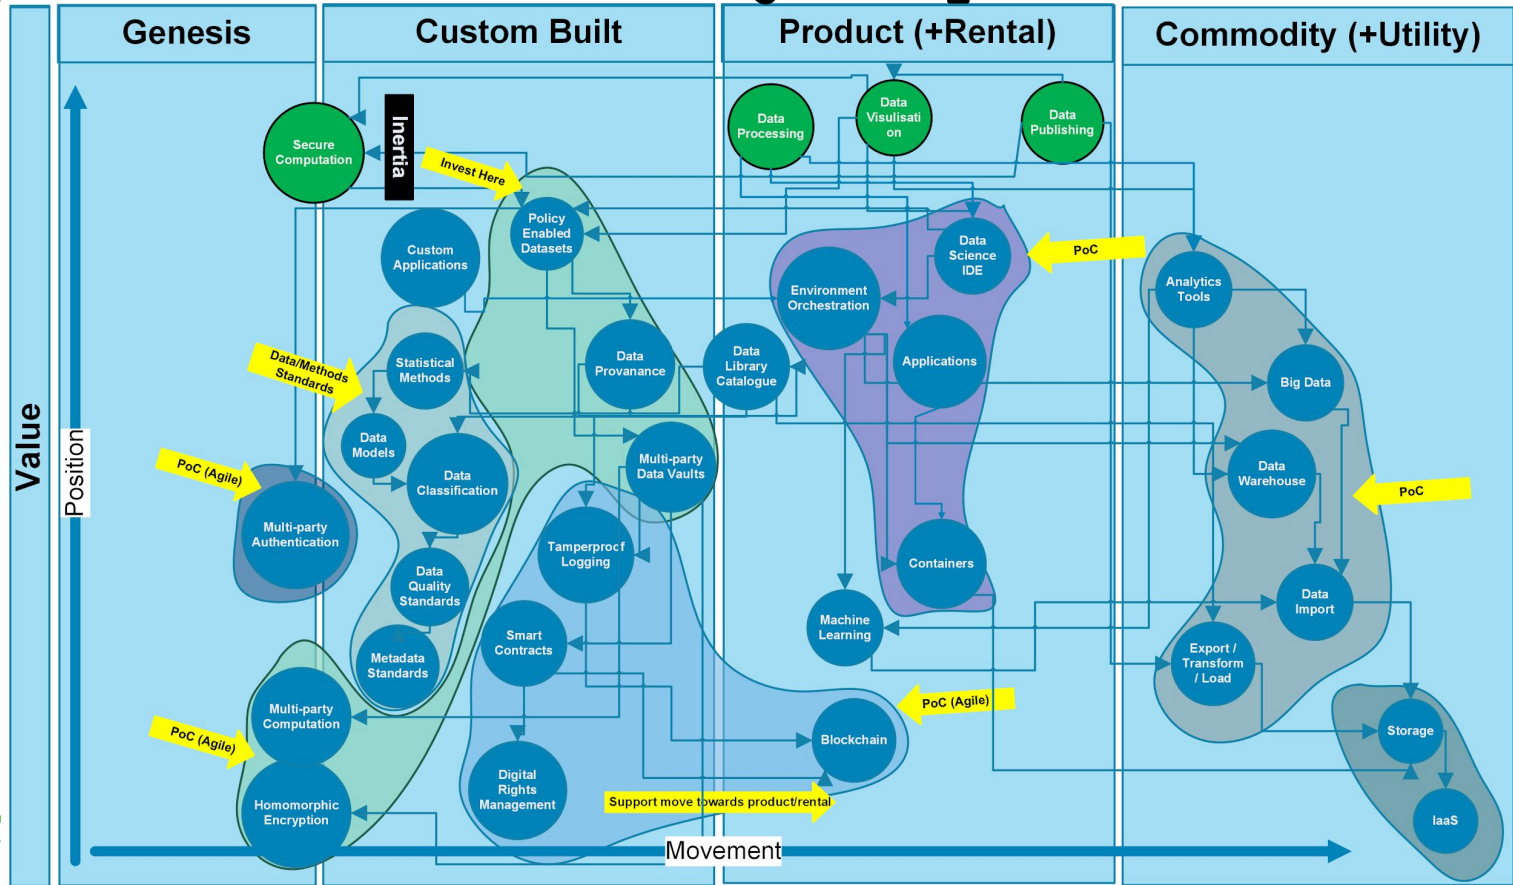 Genesis
Custom Built
Product (+Rental)
Commodity (+Utility)
Value
Position
Movement
Secure
Computation
Inertia
Invest Here
Data
Processing
Data
Visulisati
on
Data
Publishing
Policy
Enabled
Datasets
Custom
Applications
Data
Science
IDE
PoC
Environment
Orchestration
Analytics
Tools
Data/Methods
Standards
Statistical
Methods
Data
Provanance
Data
Library
Catalogue
Applications
Big Data
Data
Models
PoC (Agile)
Data
Classification
Multi-party
Data Vaults
Data
Warehouse
PoC
Multi-party
Authentication
Tamperproof
Logging
Containers
Data
Quality
Standards
Data
Import
Smart
Contracts
Machine
Learning
Metadata
Standards
Export /
Transform
/ Load
Multi-party
Computation
PoC (Agile)
PoC (Agile)
Blockchain
Storage
Digital
Rights
Management
Support move towards product/rental
Homomorphic
Encryption
IaaS